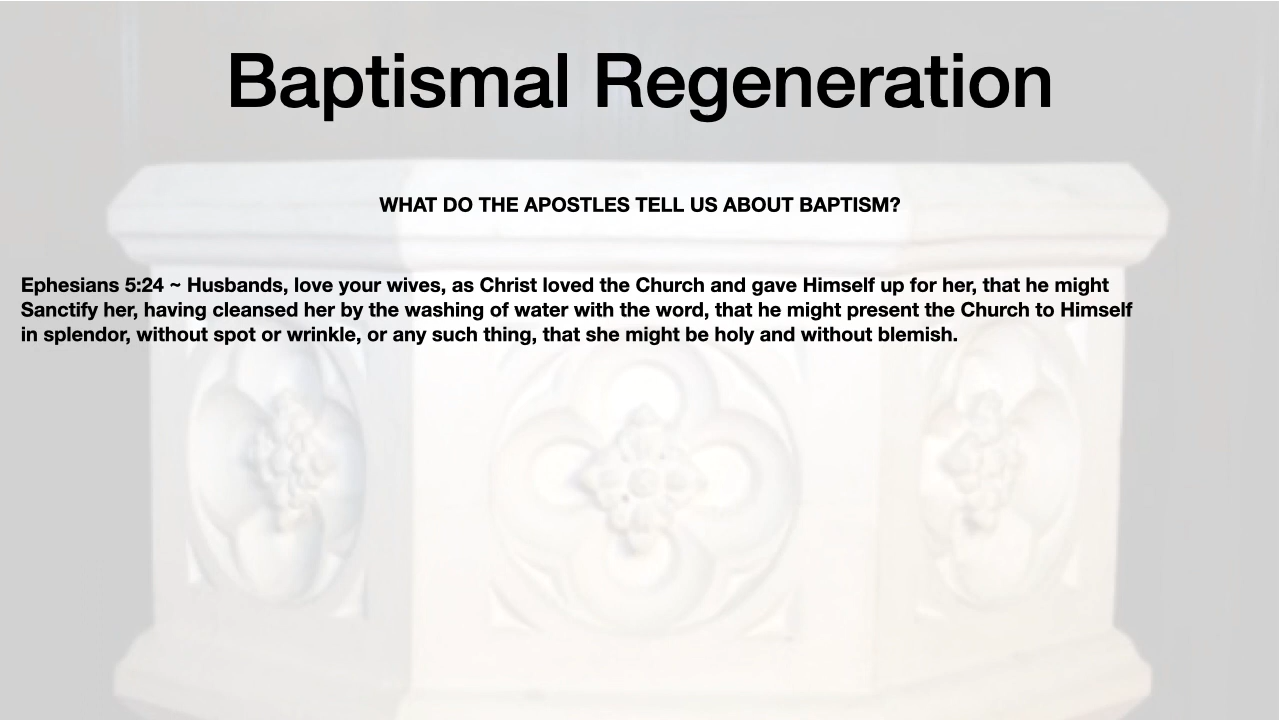 Baptismal Regeneration
WHAT DO THE APOSTLES TELL US ABOUT BAPTISM?
Ephesians 5:24 ~ Husbands, love your wives, as Christ loved the Church and gave Himself up for her, that he might
Sanctify her, having cleansed her by the washing of water with the word, that he might present the Church to Himself
in splendor, without spot or wrinkle, or any such thing, that she might be holy and without blemish.